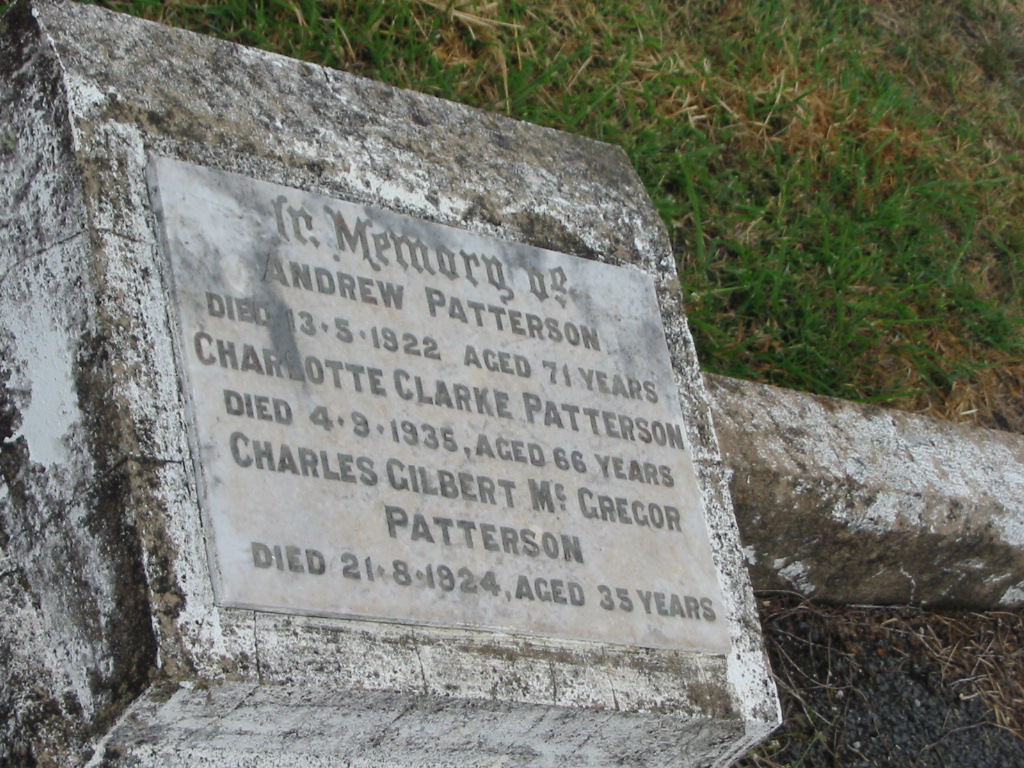 In Memory of
ANDREW PATTERSON
DIED 13·5·1922 AGED 71 YEARS
CHARLOTTE CLARKE PATTERSON
DIED 4·9·1935, AGED 66 YEARS
CHARLES GILBERT Mc GREGOR
PATTERSON
DIED 21·8·1924, AGED 35 YEARS